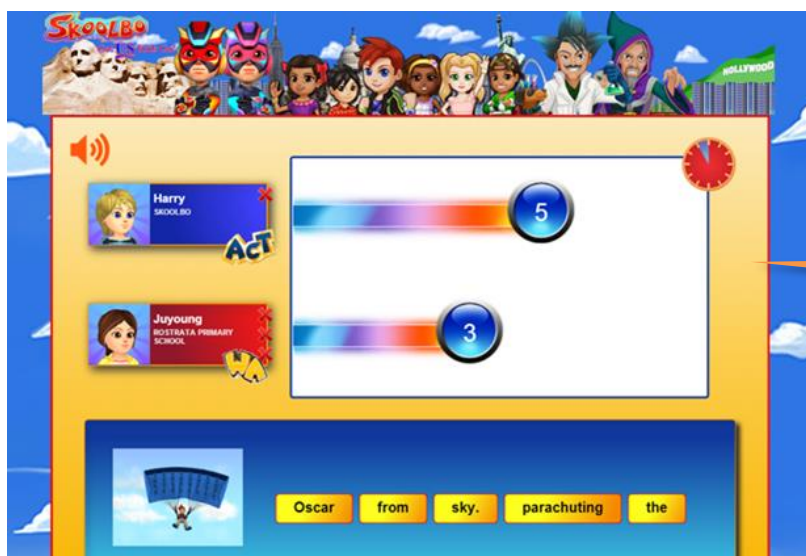 SKOOLBO
HOLLYWOOD
Harry
SKOOLBO
ACT
5
Juyoung
ROSTRATA PRIMARY
SCHOOL
WA
3
Oscar from sky. parachuting the